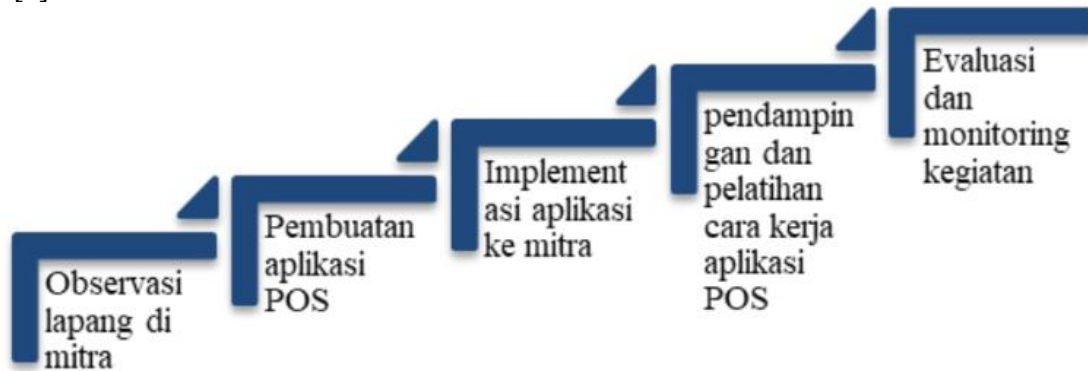 Observasi
lapang di
mitra
Pembuatan
aplikasi
POS
Implement
asi aplikasi
ke mitra
pendampin
gan dan
pelatihan
cara kerja
aplikasi
POS
Evaluasi
dan
monitoring
kegiatan